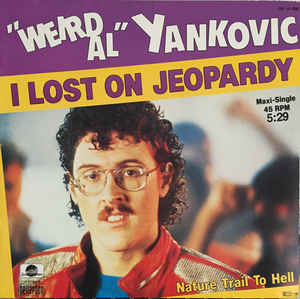 "WEIRD AL" YANKOVIC
I LOST ON JEOPARDY
Maxi-Single
45 RPM
5:29
Nature Trail To Hell